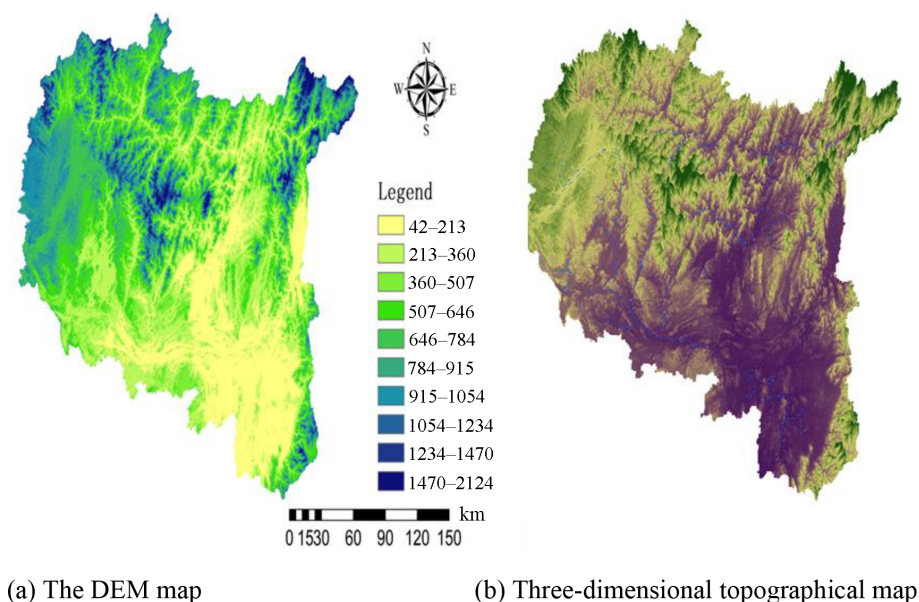 N
W E
S
Legend
42–213
213–360
360–507
507–646
646–784
784–915
915–1054
1054–1234
1234–1470
1470–2124
km
0 1530 60 90 120 150
(a) The DEM map (b) Three-dimensional topographical map